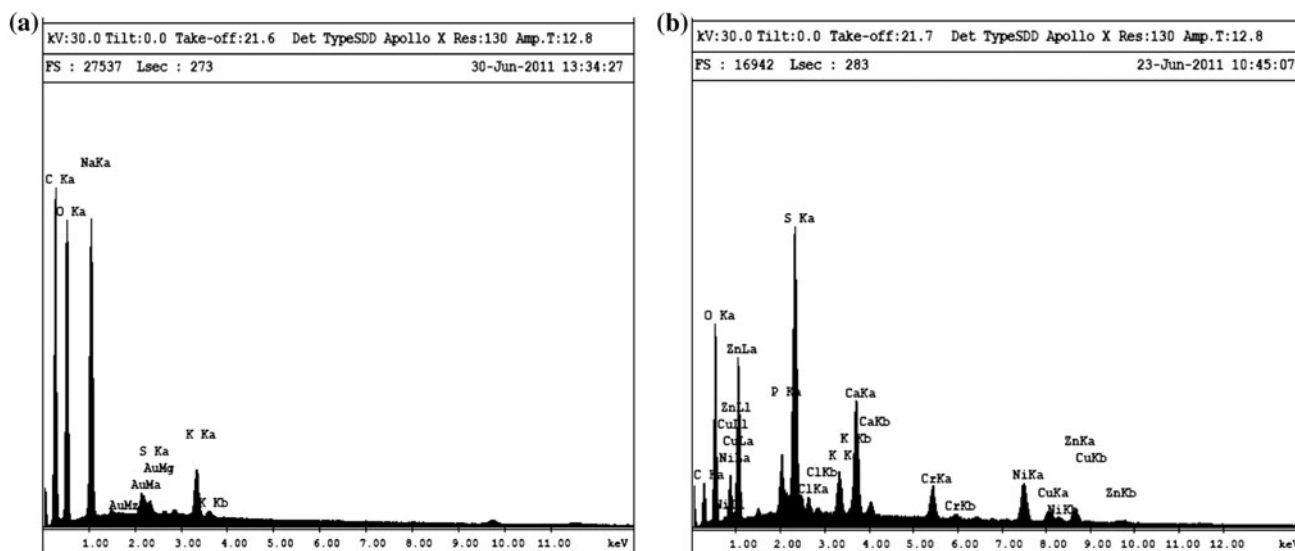 (a)
kV:30.0 Tilt:0.0 Take-off:21.6 Det TypeSDD Apollo X Res:130 Amp.T:12.8
FS : 27537 Lsec : 273 30-Jun-2011 13:34:27
NaKa
C Ka
O Ka
K Ka
S Ka
AuMg
AuMa
AuMz
K Kb
1.00 2.00 3.00 4.00 5.00 6.00 7.00 8.00 9.00 10.00 11.00 keV
(b)
kV:30.0 Tilt:0.0 Take-off:21.7 Det TypeSDD Apollo X Res:130 Amp.T:12.8
FS : 16942 Lsec : 283 23-Jun-2011 10:45:07
S Ka
O Ka
ZnLa
P Ka
CaKa
ZnLl
CaKb
CuLl
CuLa
K Kb
ZnKa
NiLa
K Ka
CuKb
C Ka
ClKb
CrKa
NiKa
ClKa
CuKa
ZnKb
CrKb
NiKb
1.00 2.00 3.00 4.00 5.00 6.00 7.00 8.00 9.00 10.00 11.00 12.00 keV